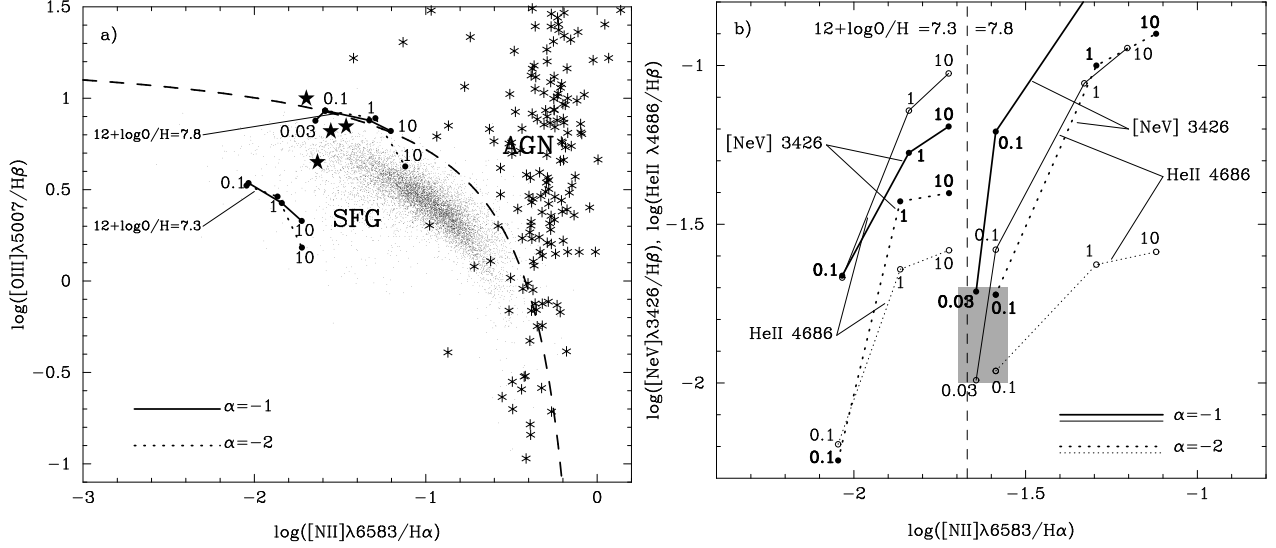 a)
1.5
1
0.5
0
−0.5
−1
log([OIII]λ5007/Hβ)
0.1
1
0.03
10
12+logO/H=7.8
10
AGN
0.1
1
SFG
12+logO/H=7.3
10
10
α=−1
α=−2
−3
−2
−1
0
log([NII]λ6583/Hα)
b)
12+logO/H =7.3
=7.8
−1
−1.5
−2
log([NeV]λ3426/Hβ), log(HeII λ4686/Hβ)
10
1
10
[NeV] 3426
1
10
1
0.1
10
1
HeII 4686
0.1
0.1
10
1
10
1
[NeV] 3426
0.1
HeII 4686
0.1
10
1
0.03
0.1
0.03
0.1
α=−1
α=−2
−2
−1.5
−1
log([NII]λ6583/Hα)